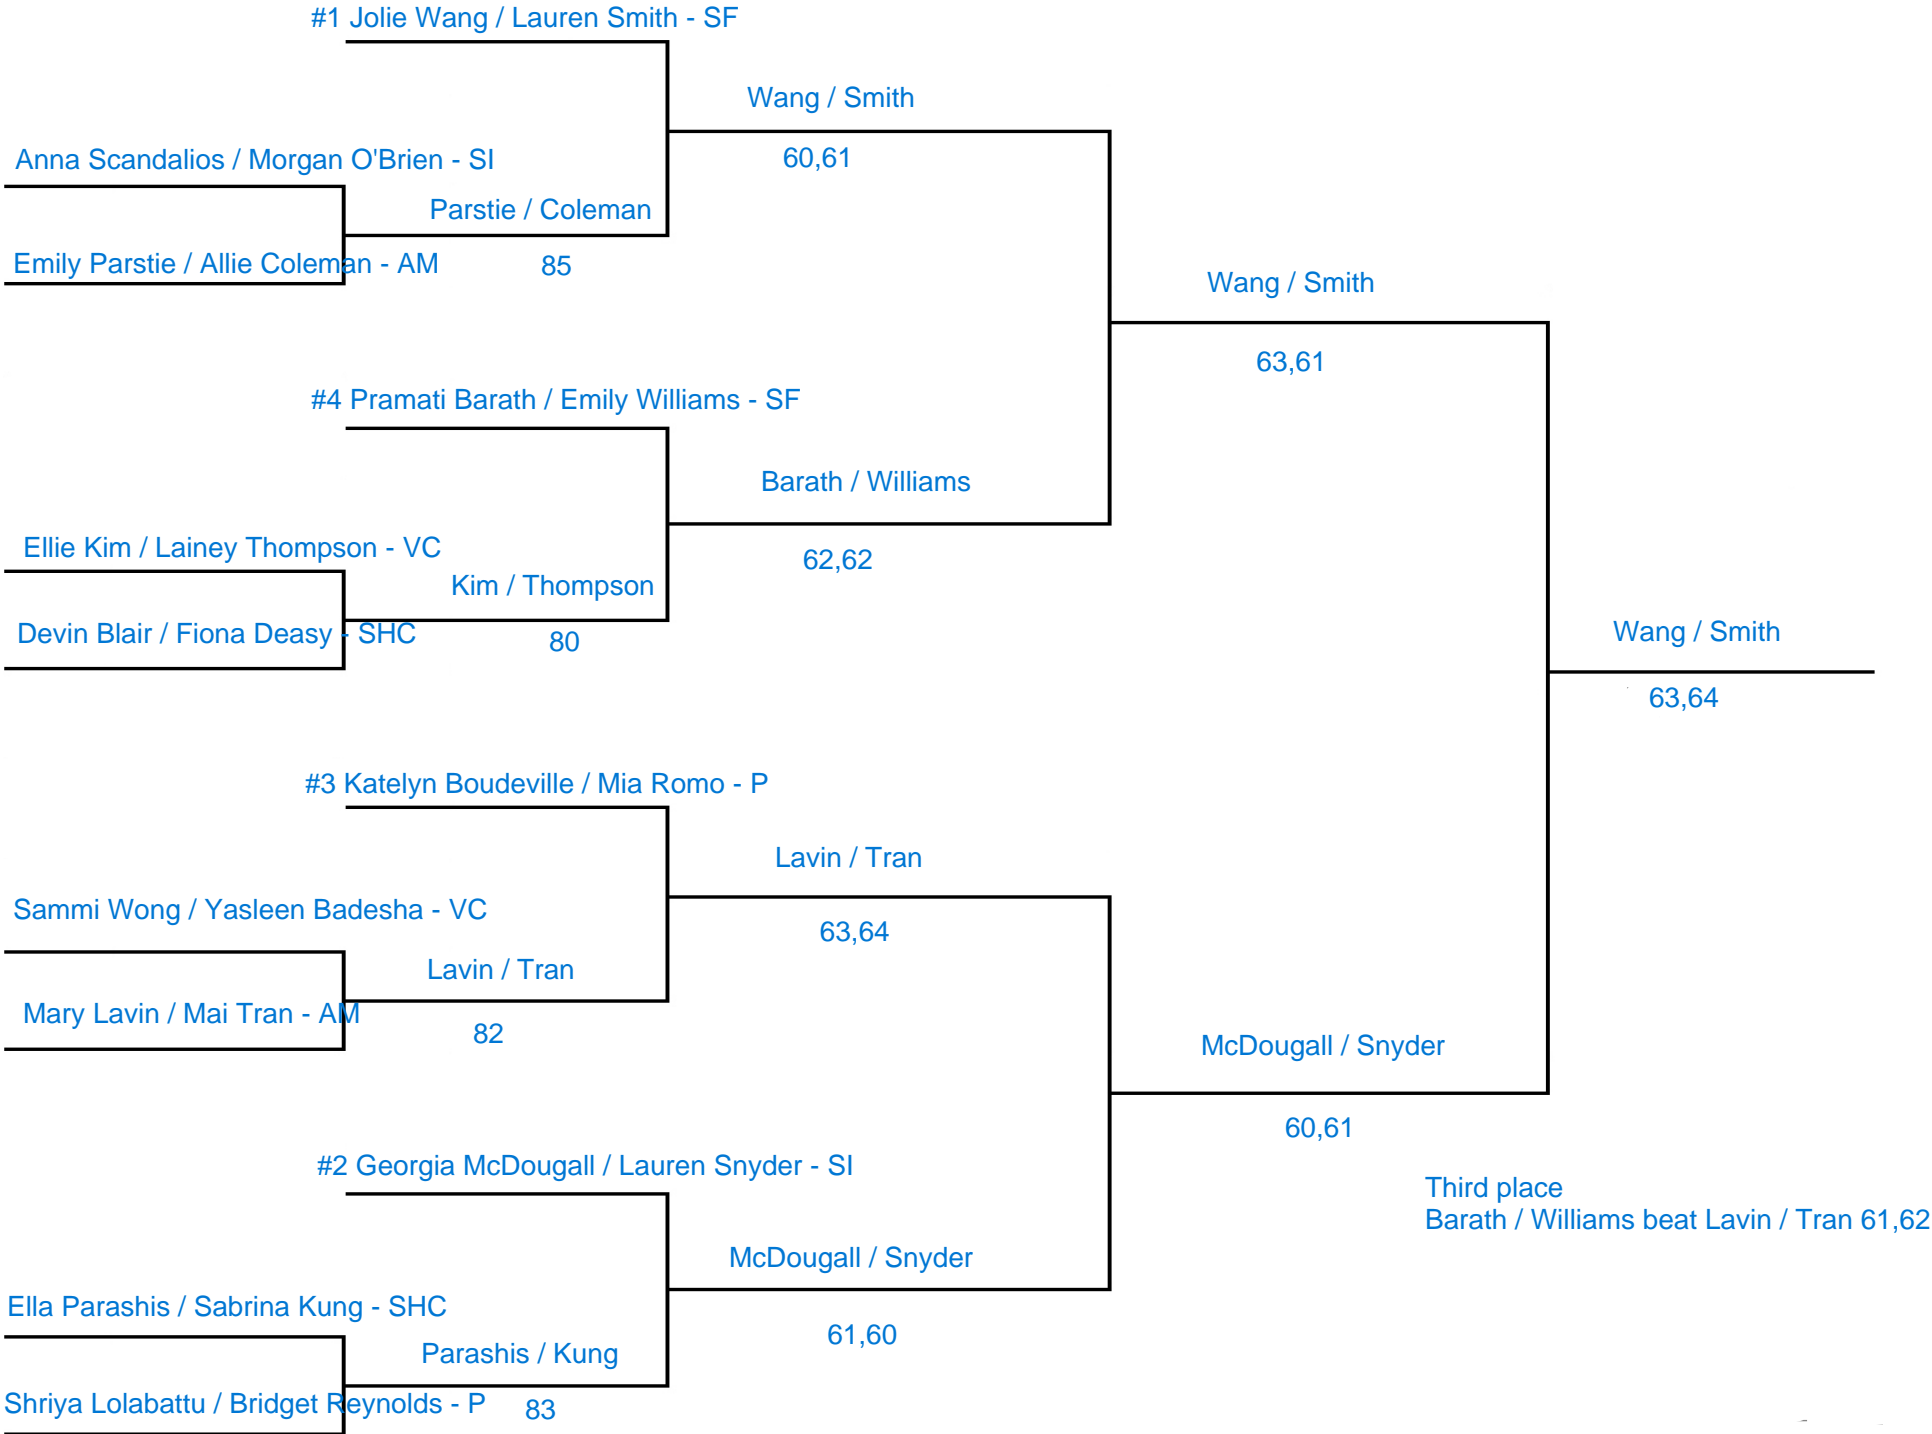 #1 Jolie Wang / Lauren Smith - SF
Wang / Smith
60,61
Anna Scandalios / Morgan O'Brien - SI
Parstie / Coleman
Emily Parstie / Allie Coleman - AM
85
Wang / Smith
63,61
#4 Pramati Barath / Emily Williams - SF
Barath / Williams
62,62
Ellie Kim / Lainey Thompson - VC
Kim / Thompson
Devin Blair / Fiona Deasy - SHC
80
Wang / Smith
63,64
#3 Katelyn Boudeville / Mia Romo - P
Lavin / Tran
63,64
Sammi Wong / Yasleen Badesha - VC
Lavin / Tran
Mary Lavin / Mai Tran - AM
82
McDougall / Snyder
60,61
#2 Georgia McDougall / Lauren Snyder - SI
Third place
Barath / Williams beat Lavin / Tran 61,62
McDougall / Snyder
61,60
Ella Parashis / Sabrina Kung - SHC
Parashis / Kung
Shriya Lolabattu / Bridget Reynolds - P
83